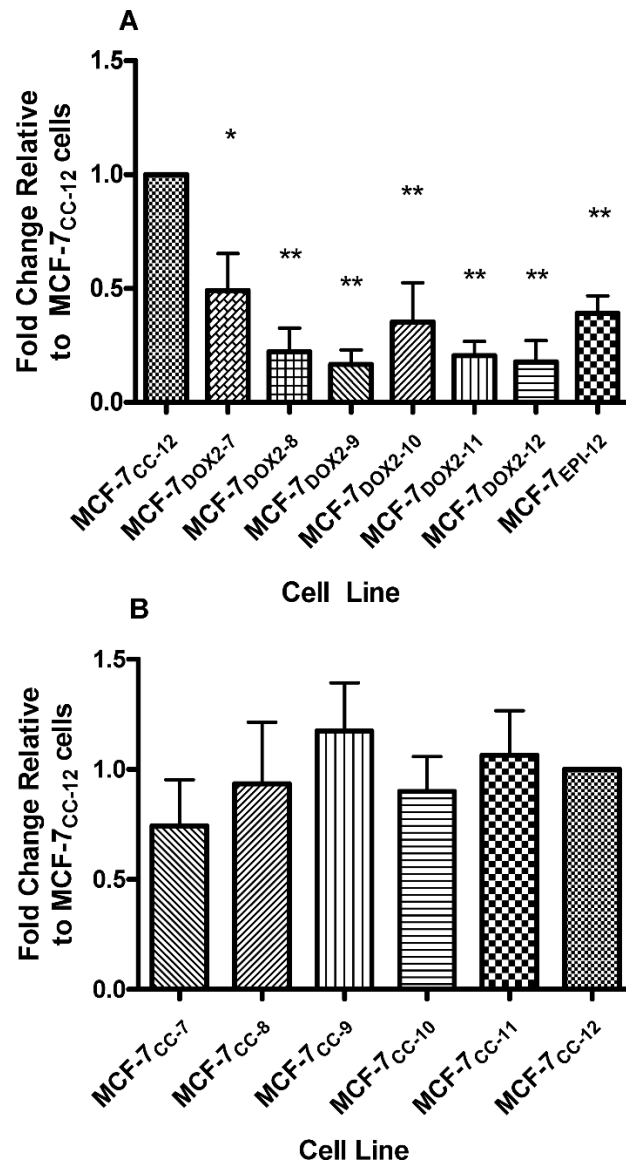 A
Fold Change Relative
to MCF-7CC-12 cells
1.5
1.0
0.5
0.0
*
**
**
**
**
**
**
MCF-7CC-12
MCF-7DOX2-7
MCF-7DOX2-8
MCF-7DOX2-9
MCF-7DOX2-10
MCF-7DOX2-11
MCF-7DOX2-12
MCF-7EPI-12
Cell Line
B
Fold Change Relative
to MCF-7CC-12 cells
1.5
1.0
0.5
0.0
MCF-7CC-7
MCF-7CC-8
MCF-7CC-9
MCF-7CC-10
MCF-7CC-11
MCF-7CC-12
Cell Line